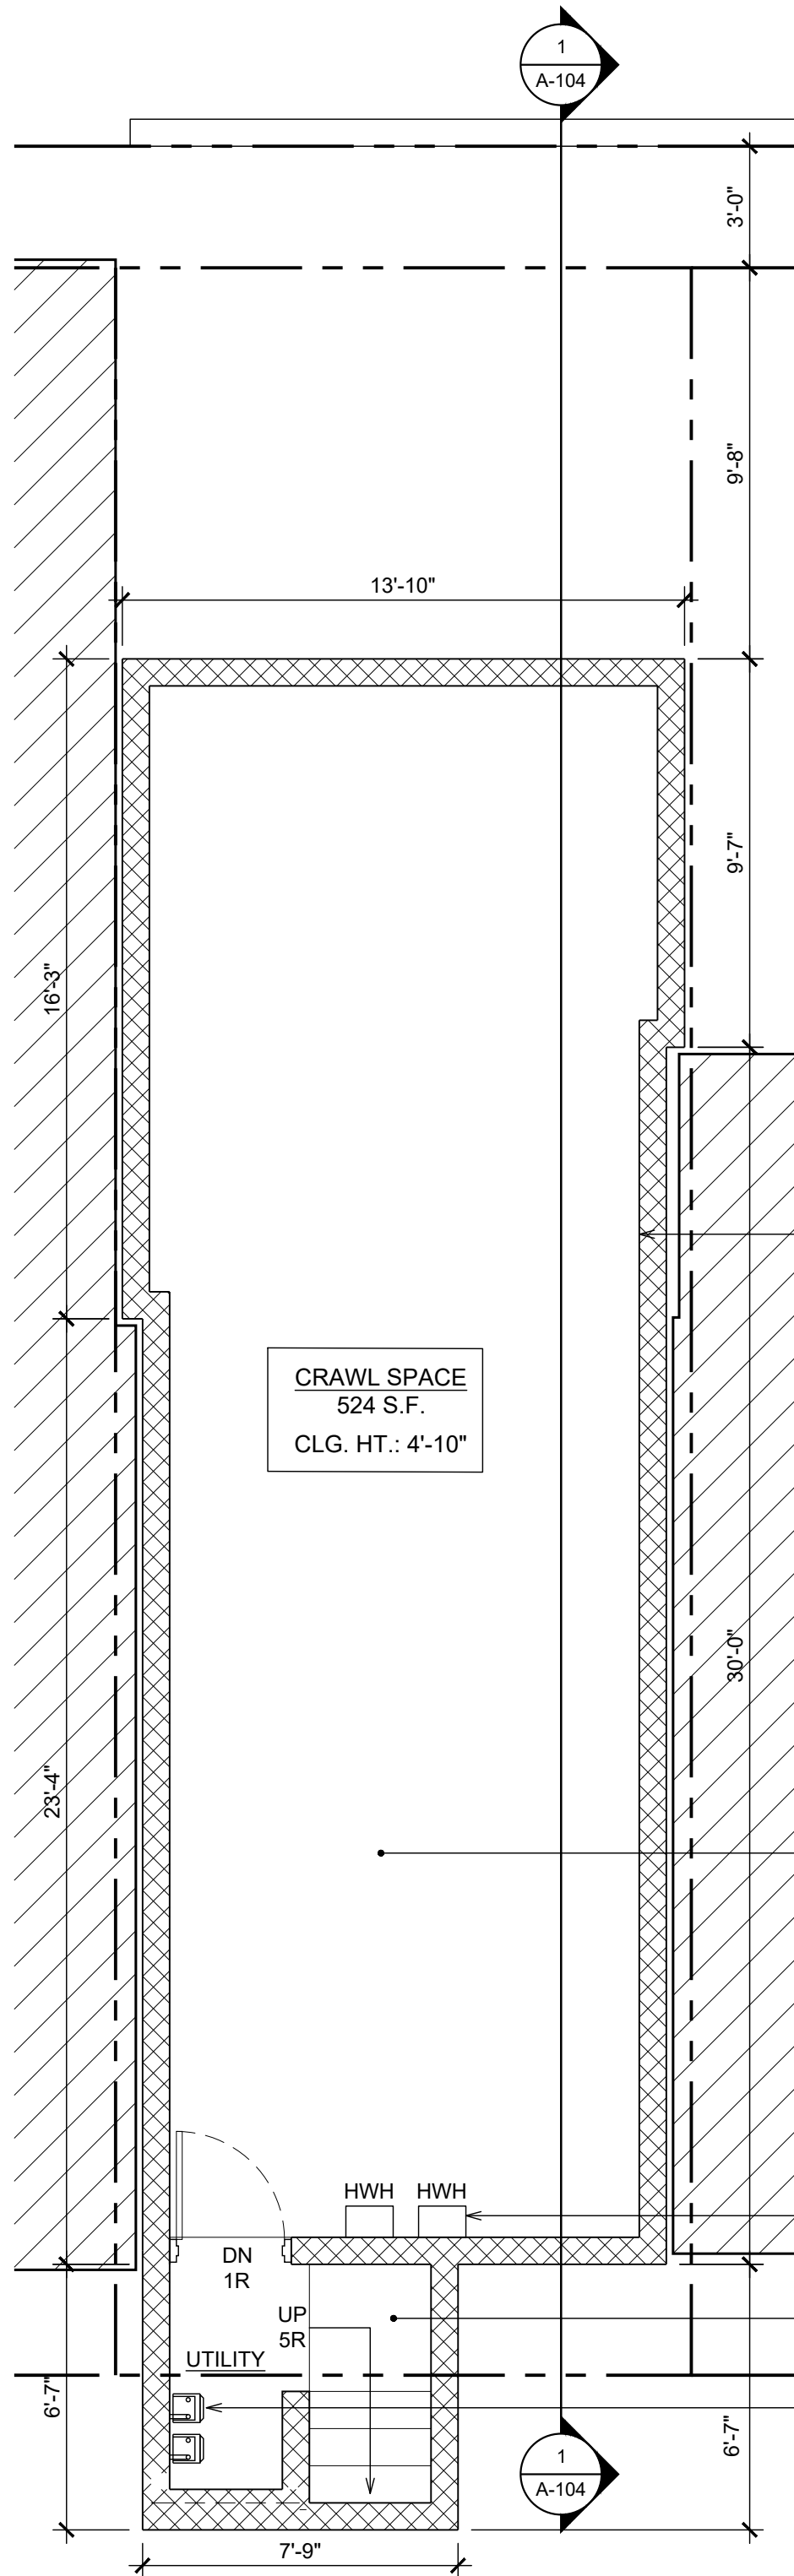 1
A-104
3'-0"
9'-8"
13'-10"
9'-7"
16'-3"
CRAWL SPACE
524 S.F.
CLG. HT.: 4'-10"
30'-0"
23'-4"
HWH HWH
DN
1R
UP
5R
UTILITY
6'-7"
6'-7"
1
A-104
7'-9"